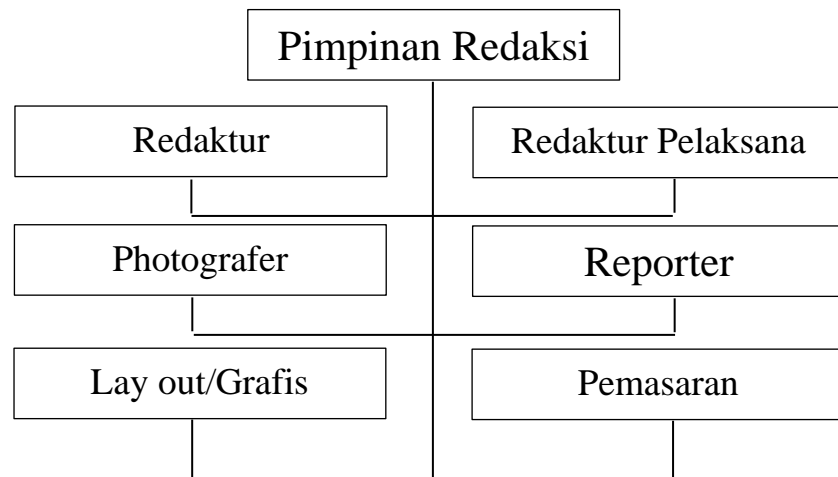 Pimpinan Redaksi
Redaktur
Redaktur Pelaksana
Photografer
Reporter
Lay out/Grafis
Pemasaran